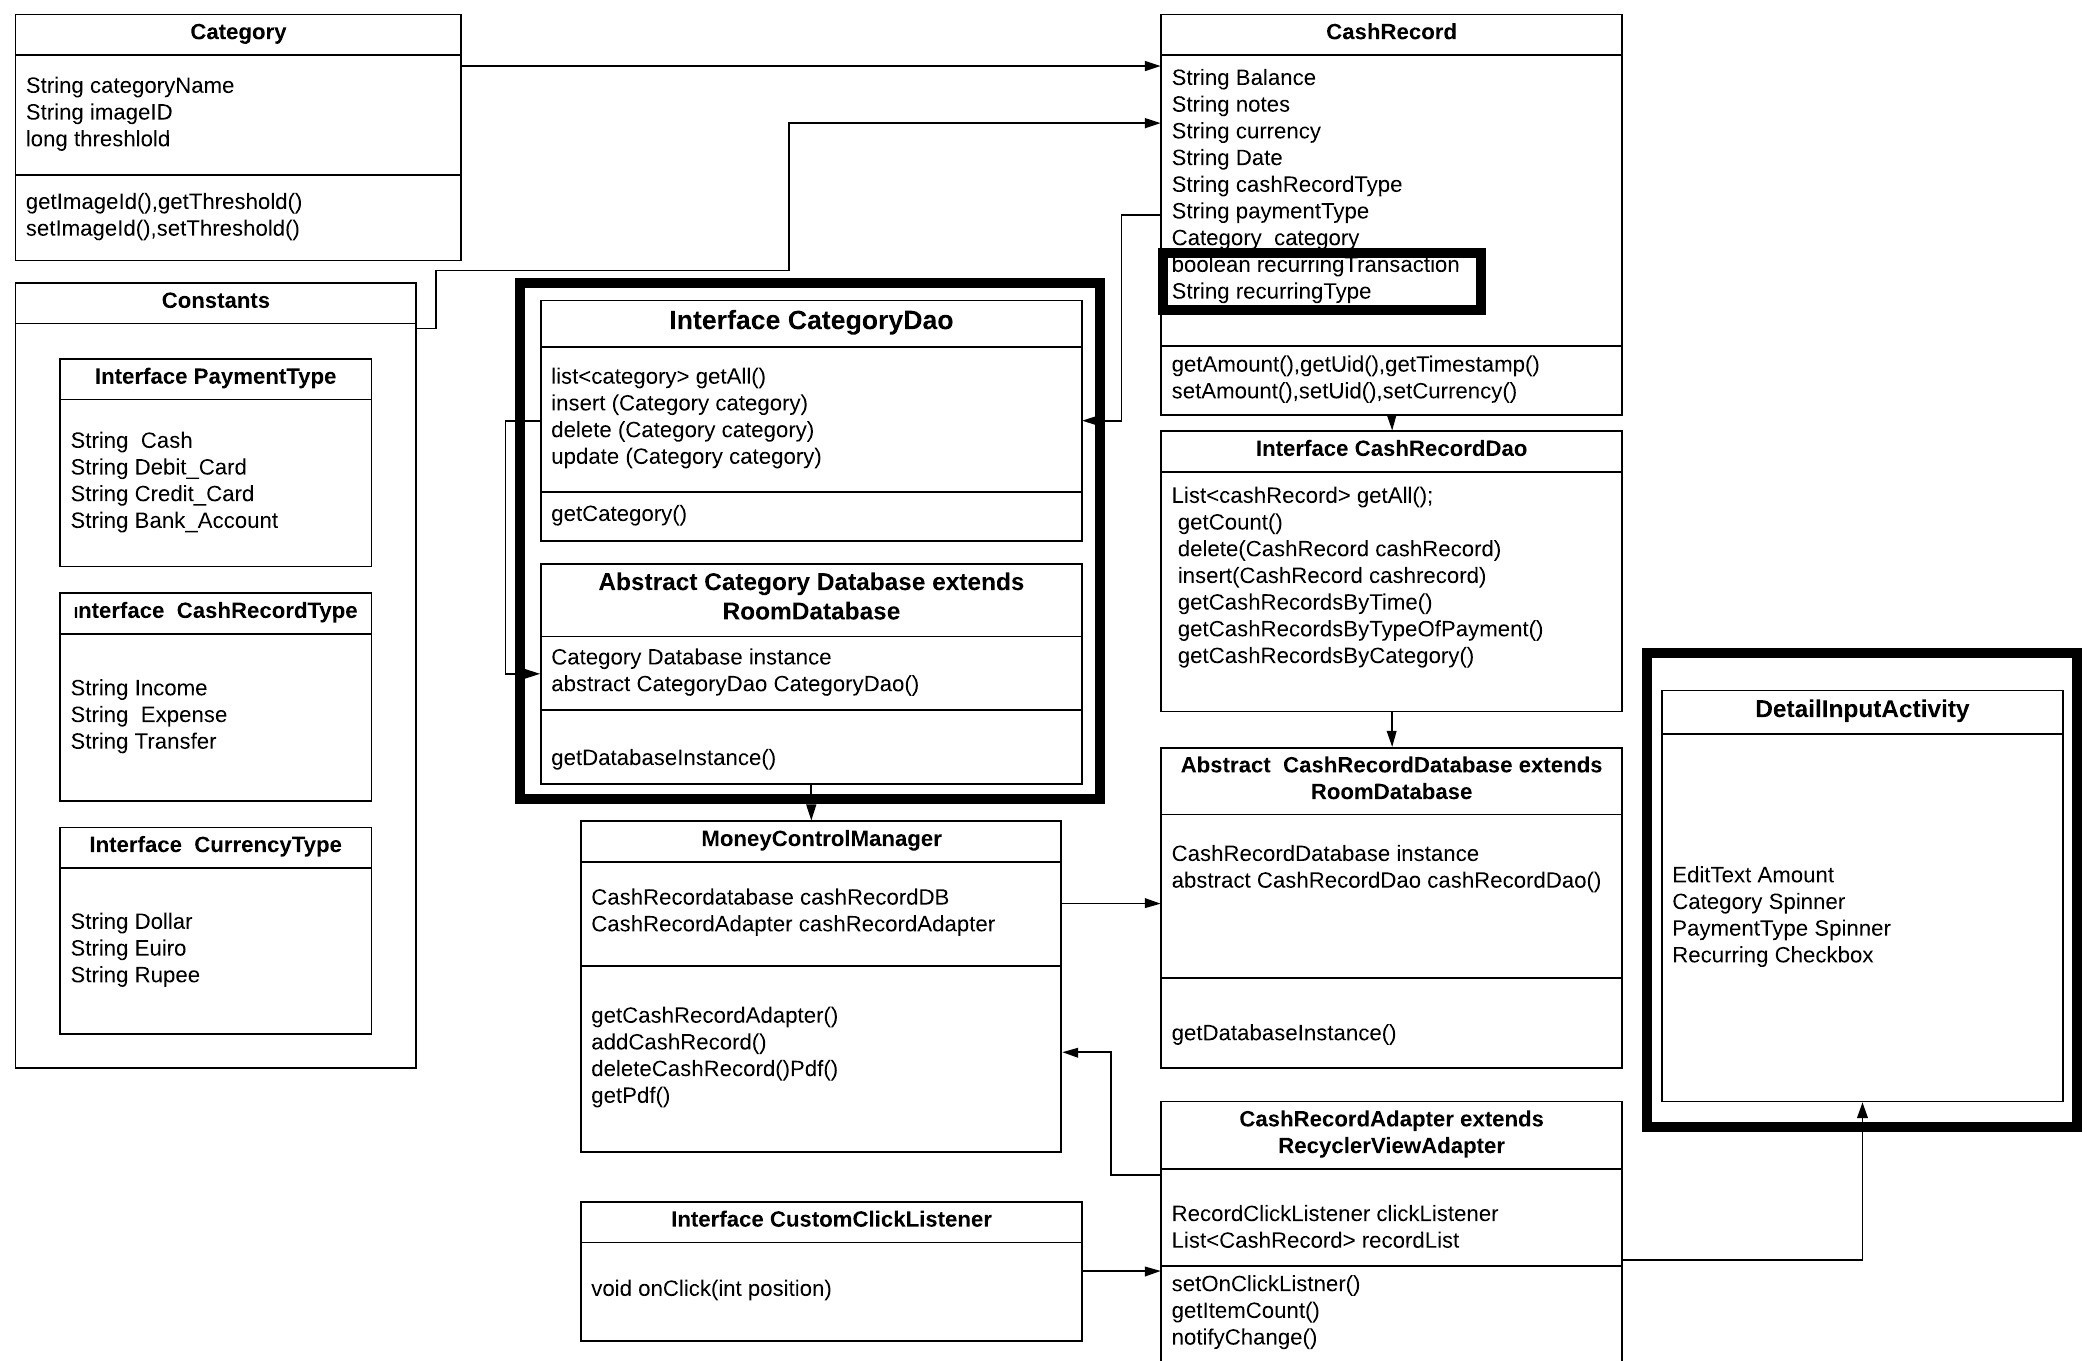 Category
String categoryName
String imageID
long threshlold
getImageId(),getThreshold()
setImageId(),setThreshold()
Constants
Interface PaymentType
String  Cash
String Debit_Card
String Credit_Card
String Bank_Account
Interface  CashRecordType
String Income
String  Expense
String Transfer
Interface  CurrencyType
String Dollar
String Euiro
String Rupee
Interface CategoryDao
list<category> getAll()
insert (Category category)
delete (Category category)
update (Category category)
getCategory()
Abstract Category Database extends
RoomDatabase
Category Database instance
abstract CategoryDao CategoryDao()
getDatabaseInstance()
MoneyControlManager
CashRecordatabase cashRecordDB
CashRecordAdapter cashRecordAdapter
getCashRecordAdapter()
addCashRecord()
deleteCashRecord()Pdf()
getPdf()
Interface CustomClickListener
void onClick(int position)
CashRecord
String Balance
String notes
String currency
String Date
String cashRecordType
String paymentType
Category  category
boolean recurringTransaction
String recurringType
getAmount(),getUid(),getTimestamp()
setAmount(),setUid(),setCurrency()
Interface CashRecordDao
List<cashRecord> getAll();
getCount()
delete(CashRecord cashRecord)
insert(CashRecord cashrecord)
getCashRecordsByTime()
getCashRecordsByTypeOfPayment()
getCashRecordsByCategory()
Abstract  CashRecordDatabase extends
RoomDatabase
CashRecordDatabase instance
abstract CashRecordDao cashRecordDao()
getDatabaseInstance()
CashRecordAdapter extends
RecyclerViewAdapter
RecordClickListener clickListener
List<CashRecord> recordList
setOnClickListner()
getItemCount()
notifyChange()
DetailInputActivity
EditText Amount
Category Spinner
PaymentType Spinner
Recurring Checkbox